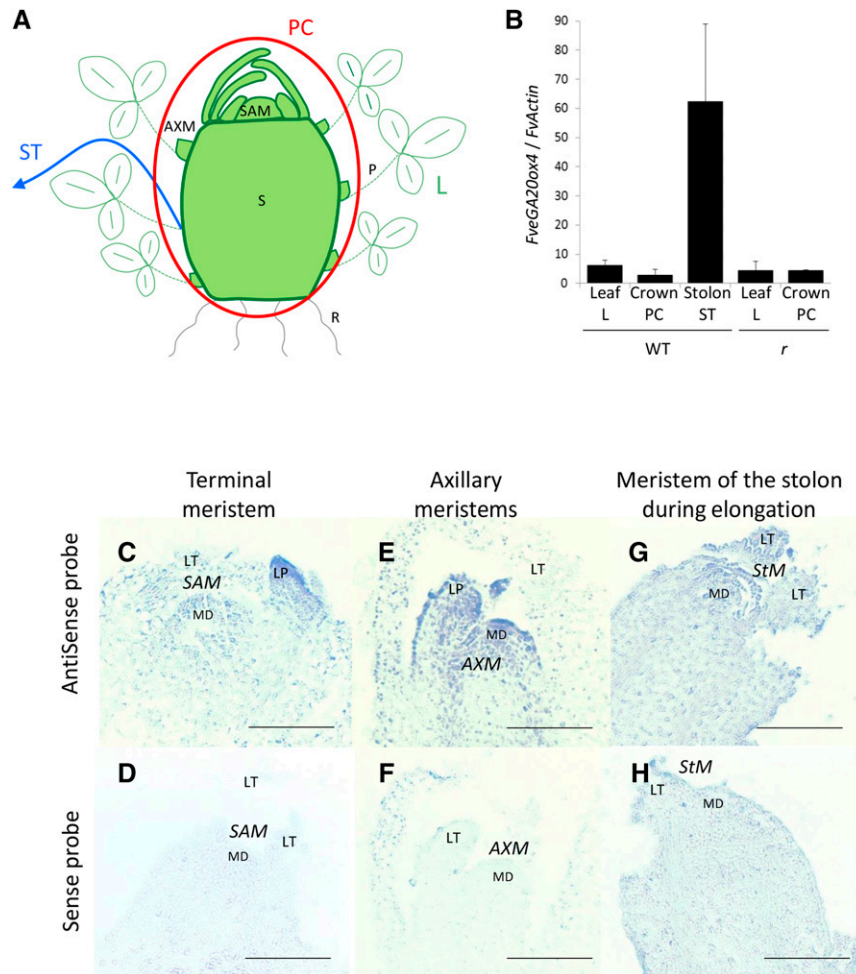 A
PC
SAM
AXM
ST
P
L
S
R
B
FveGA20ox4 / FvActin
90
80
70
60
50
40
30
20
10
0
Leaf Crown Stolon Leaf Crown
L PC ST L PC
WT r
Terminal
meristem
Axillary
meristems
Meristem of the stolon
during elongation
AntiSense probe
C
LT
SAM
LP
MD
E
LT
LP
MD
AXM
G
LT
StM
MD
LT
Sense probe
D
LT
SAM
LT
MD
F
LT
AXM
MD
H
StM
LT
MD